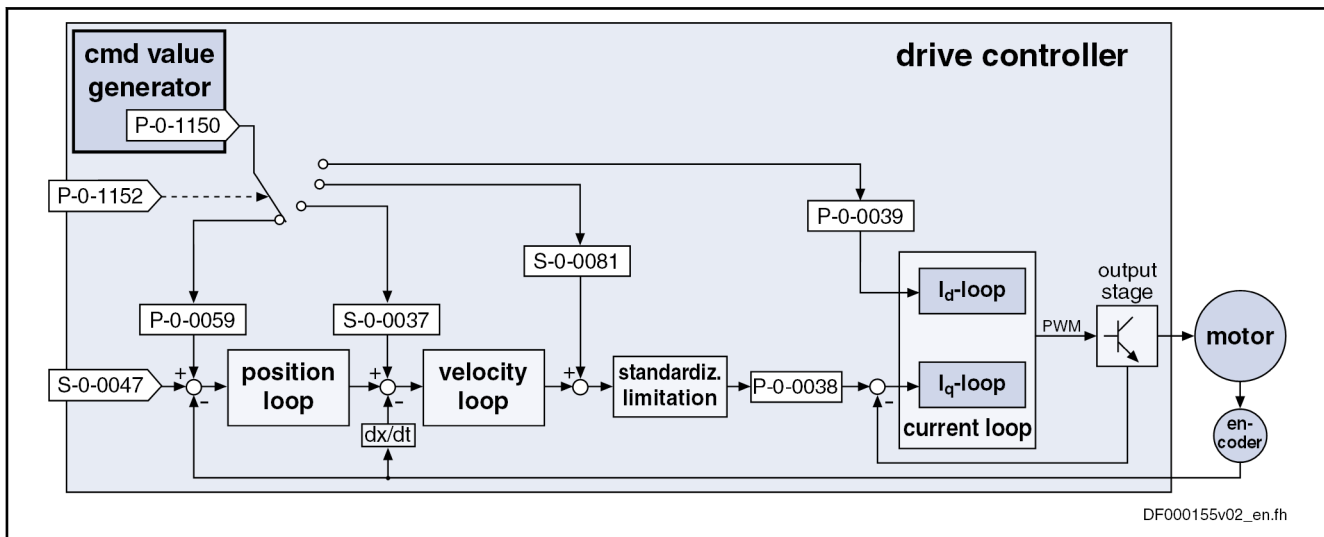 cmd value
generator
drive controller
P-0-1150
P-0-1152
P-0-0039
S-0-0081
output
stage
I_d-loop
P-0-0059
S-0-0037
PWM
motor
S-0-0047
+
-
position
loop
+
-
velocity
loop
+
standardiz.
limitation
P-0-0038
-
I_q-loop
current loop
dx/dt
en-
coder
DF000155v02_en.fh